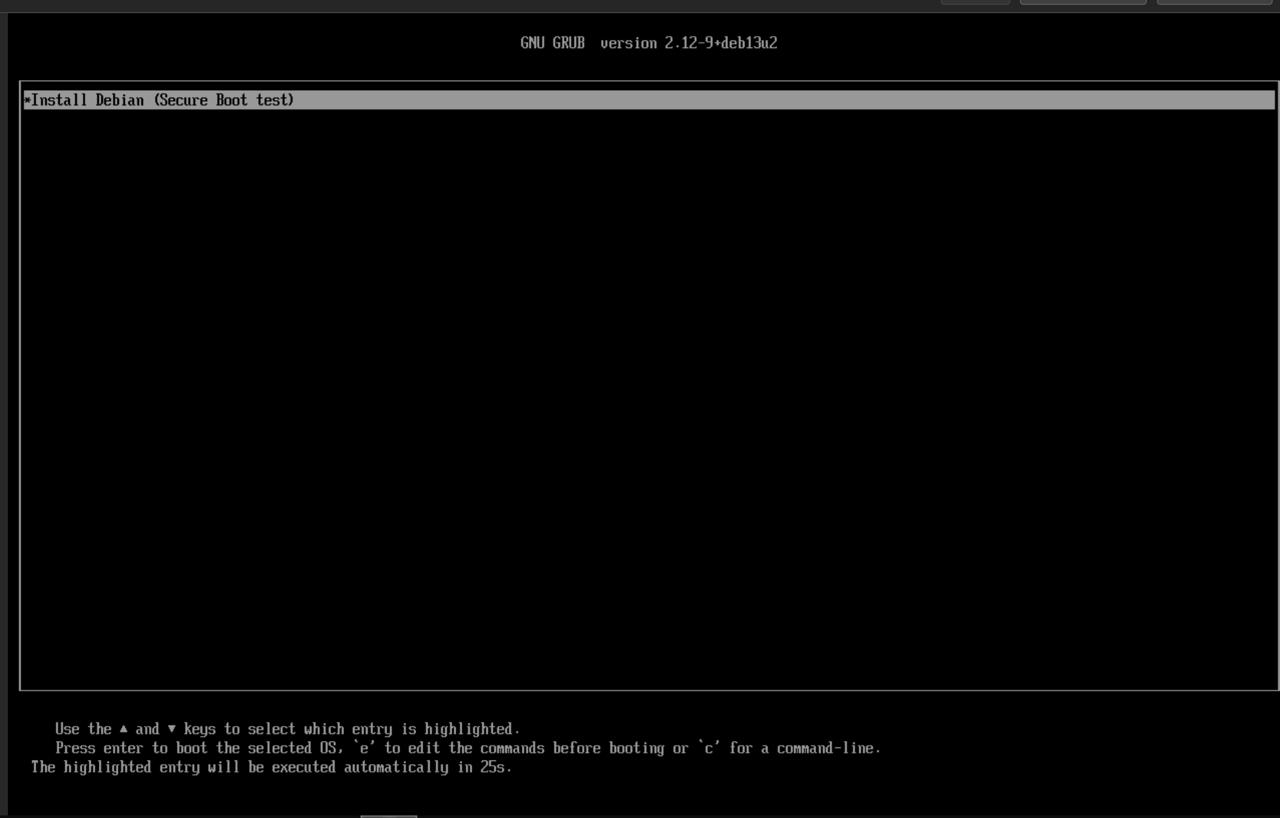 GNU GRUB  version 2.12-9+deb13u2
*Install Debian (Secure Boot test)
Use the ▲ and ▼ keys to select which entry is highlighted.
Press enter to boot the selected OS, `e' to edit the commands before booting or `c' for a command-line.
The highlighted entry will be executed automatically in 25s.